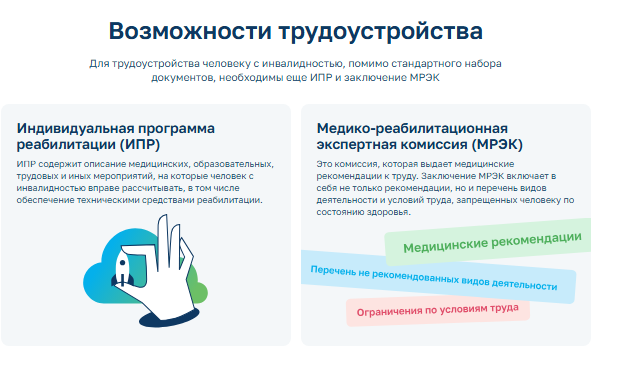 Возможности трудоустройства
Для трудоустройства человеку с инвалидностью, помимо стандартного набора
документов, необходимы еще ИПР и заключение МРЭК
Индивидуальная программа
реабилитации (ИПР)
ИПР содержит описание медицинских, образовательных,
трудовых и иных мероприятий, на которые человек с
инвалидностью вправе рассчитывать, в том числе
обеспечение техническими средствами реабилитации.
Медико-реабилитационная
экспертная комиссия (МРЭК)
Это комиссия, которая выдает медицинские
рекомендации к труду. Заключение МРЭК включает в
себя не только рекомендации, но и перечень видов
деятельности и условий труда, запрещенных человеку по
состоянию здоровья.
Медицинские рекомендации
Перечень не рекомендованных видов деятельности
Ограничения по условиям труда